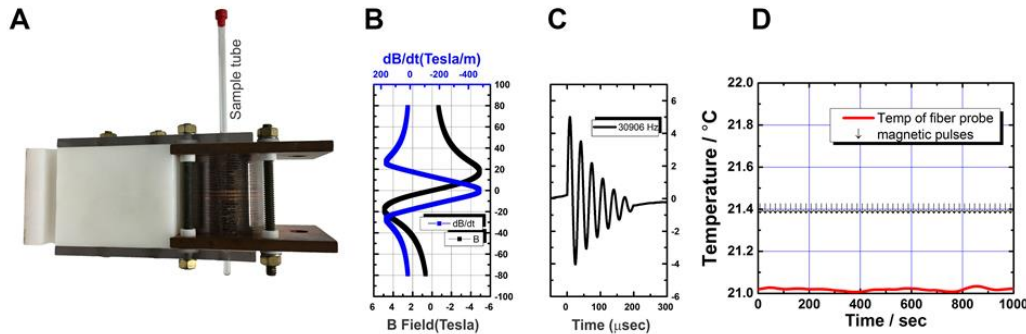 A
B
C
D
Sample tube
dB/dt(Tesla/m)
200 0 -200 -400
100
80
60
40
20
0
-20
-40
-60
-80
-100
dB/dt
B
6 4 2 0 -2 -4 -6
B Field(Tesla)
30906 Hz
6
4
2
0
-2
-4
-6
0 100 200 300
Time (μsec)
Temperature / °C
22.0
21.8
21.6
21.4
21.2
21.0
Temp of fiber probe
magnetic pulses
0 200 400 600 800 1000
Time / sec